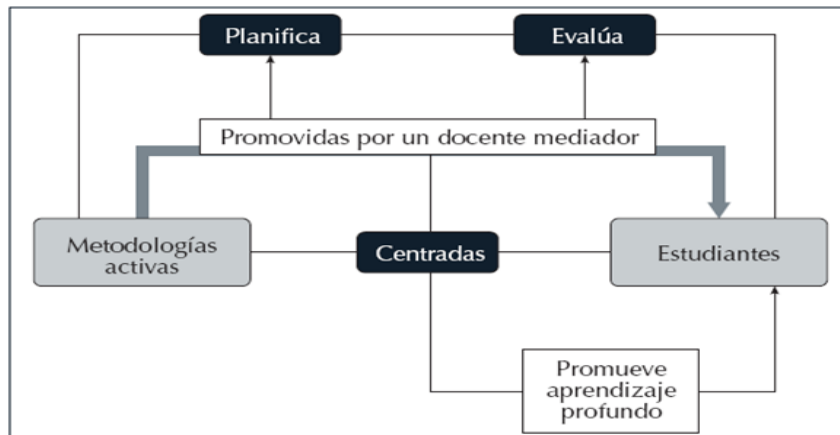 Planifica
Evalúa
Promovidas por un docente mediador
Metodologías
activas
Centradas
Estudiantes
Promueve
aprendizaje
profundo